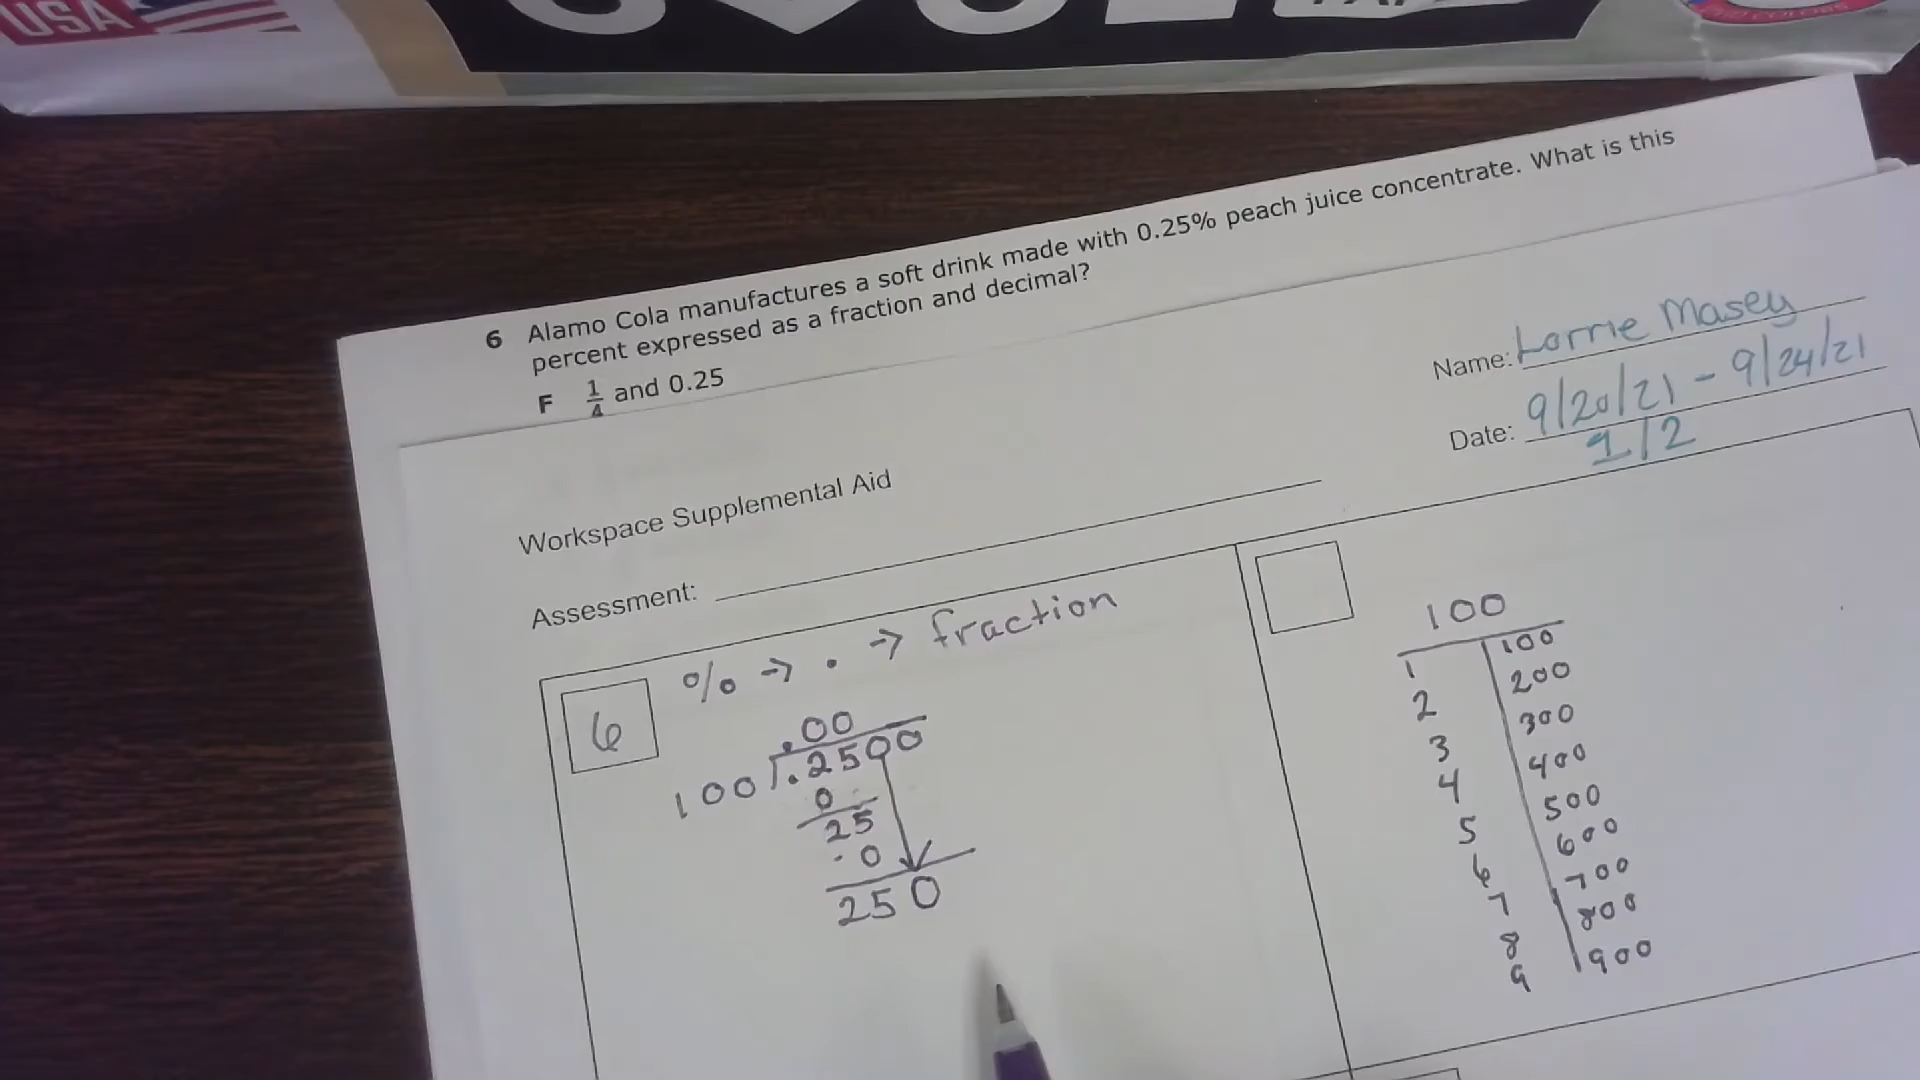 USA
6 Alamo Cola manufactures a soft drink made with 0.25% peach juice concentrate. What is this
percent expressed as a fraction and decimal?
F 1/4 and 0.25
Name: Lorrie Masey
Date: 9/20/21 - 9/24/21
1/2
Workspace Supplemental Aid
Assessment:
6
% → . → fraction
.00
100 .2500
0
25
- 0
250
100
1 100
2 200
3 300
4 400
5 500
6 600
7 700
8 800
9 900